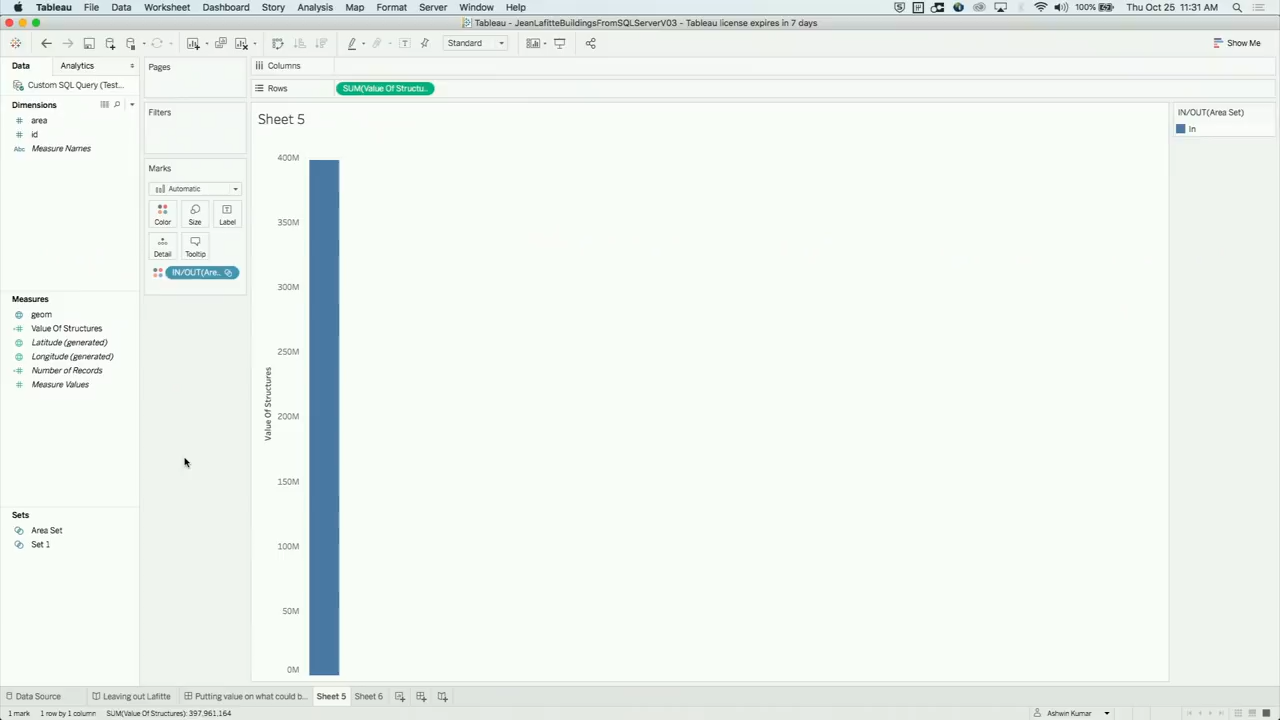 Tableau File Data Worksheet Dashboard Story Analysis Map Format Server Window Help 100% Thu Oct 25 11:31 AM
Tableau - JeanLafitteBuildingsFromSQLServerV03 - Tableau license expires in 7 days
Standard Show Me
Data Analytics
Custom SQL Query (Test...
Dimensions
area
id
Abc Measure Names
Measures
geom
Value Of Structures
Latitude (generated)
Longitude (generated)
Number of Records
Measure Values
Sets
Area Set
Set 1
Pages
Filters
Marks
Automatic
Color Size Label
Detail Tooltip
IN/OUT(Are..
Columns
Rows SUM(Value Of Structu..
Sheet 5
400M
350M
300M
250M
200M
150M
100M
50M
0M
Value Of Structures
IN/OUT(Area Set)
In
Data Source Leaving out Lafitte Putting value on what could b... Sheet 5 Sheet 6
1 mark 1 row by 1 column SUM(Value Of Structures): 397,961,164 Ashwin Kumar